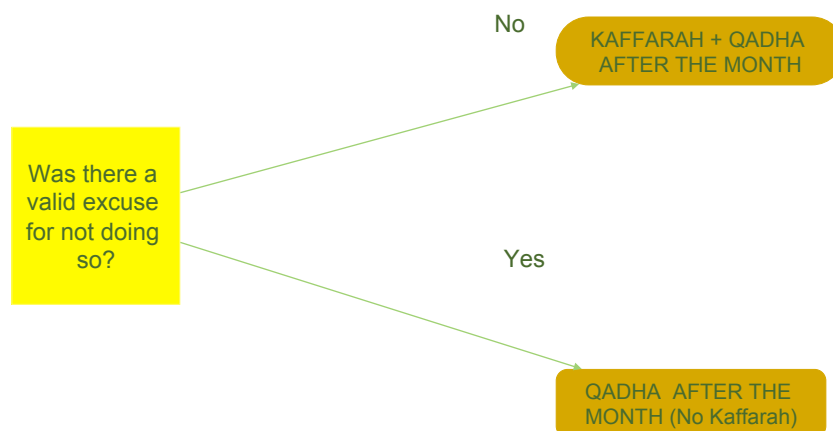 No
KAFFARAH + QADHA
AFTER THE MONTH
Was there a
valid excuse
for not doing
so?
Yes
QADHA AFTER THE
MONTH (No Kaffarah)